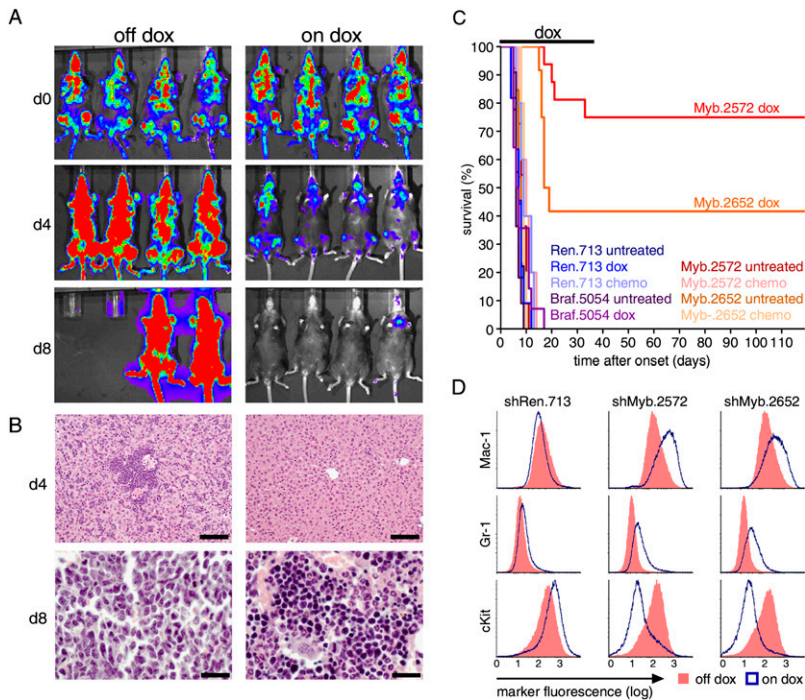 A
off dox
on dox
d0
d4
d8
B
d4
d8
C
dox
100
90
80
70
60
50
40
30
20
10
0
survival (%)
Myb.2572 dox
Myb.2652 dox
Ren.713 untreated
Ren.713 dox
Ren.713 chemo
Braf.5054 untreated
Braf.5054 dox
Myb.2572 untreated
Myb.2572 chemo
Myb.2652 untreated
Myb-.2652 chemo
0 10 20 30 40 50 60 70 80 90 100 110
time after onset (days)
D
shRen.713 shMyb.2572 shMyb.2652
Mac-1
Gr-1
cKit
0 1 2 3 0 1 2 3 0 1 2 3
marker fluorescence (log)
off dox on dox